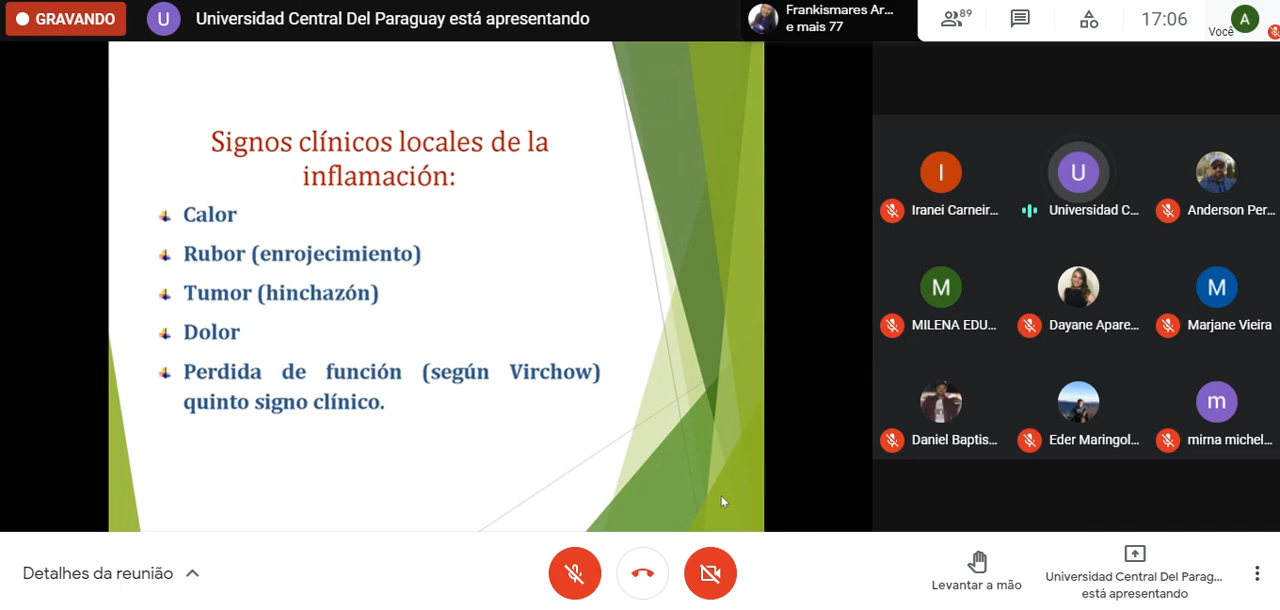 GRAVANDO
U
Universidad Central Del Paraguay está apresentando
Frankismares Ar...
e mais 77
89
17:06
Você
A
Signos clínicos locales de la
inflamación:
Calor
Rubor (enrojecimiento)
Tumor (hinchazón)
Dolor
Perdida de función (según Virchow)
quinto signo clínico.
I
U
Iranei Carneir...
Universidad C...
Anderson Per...
M
M
MILENA EDU...
Dayane Apare...
Marjane Vieira
m
Daniel Baptis...
Eder Maringol...
mirna michel...
Detalhes da reunião
Levantar a mão
Universidad Central Del Parag...
está apresentando